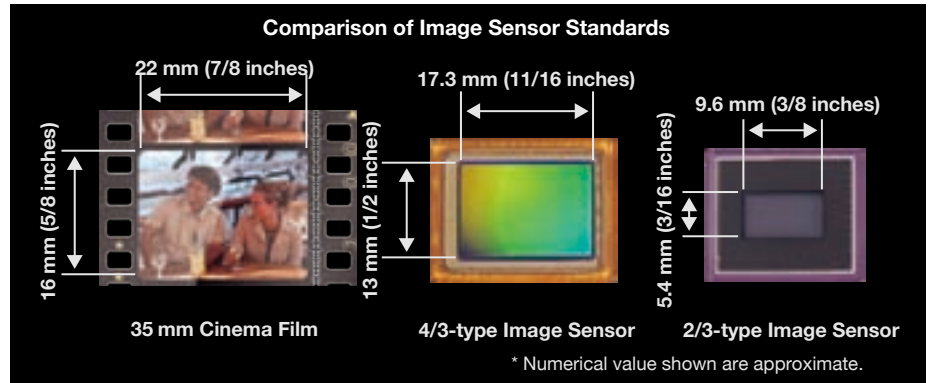 Comparison of Image Sensor Standards
22 mm (7/8 inches)
16 mm (5/8 inches)
35 mm Cinema Film
17.3 mm (11/16 inches)
13 mm (1/2 inches)
4/3-type Image Sensor
9.6 mm (3/8 inches)
5.4 mm (3/16 inches)
2/3-type Image Sensor
* Numerical value shown are approximate.